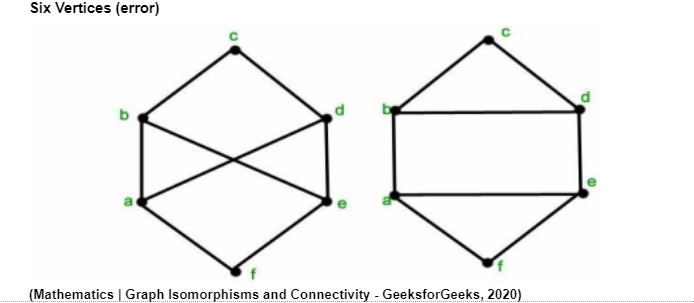 Six Vertices (error)
c
c
b
d
b
d
a
e
a
e
f
f
(Mathematics | Graph Isomorphisms and Connectivity - GeeksforGeeks, 2020)